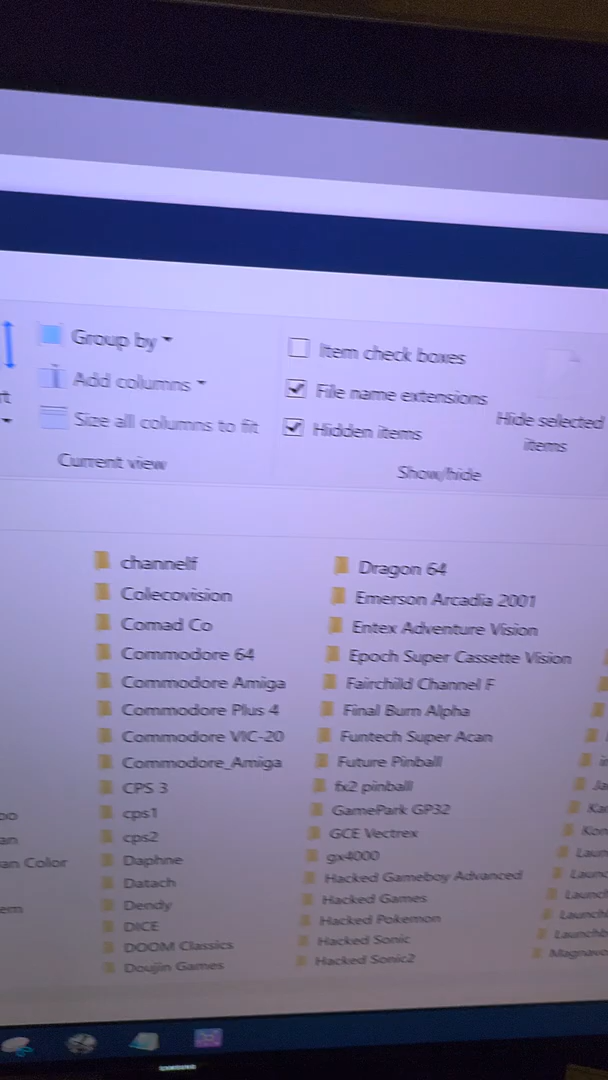 Group by
Add columns
Size all columns to fit
Current view
Item check boxes
File name extensions
Hidden items
Show/hide
Hide selected
items
channelf
Colecovision
Comad Co
Commodore 64
Commodore Amiga
Commodore Plus 4
Commodore VIC-20
Commodore_Amiga
CPS 3
cps1
cps2
Daphne
Datach
Dendy
DICE
DOOM Classics
Doujin Games
Dragon 64
Emerson Arcadia 2001
Entex Adventure Vision
Epoch Super Cassette Vision
Fairchild Channel F
Final Burn Alpha
Funtech Super Acan
Future Pinball
fx2 pinball
GamePark GP32
GCE Vectrex
gx4000
Hacked Gameboy Advanced
Hacked Games
Hacked Pokemon
Hacked Sonic
Hacked Sonic2
an Color